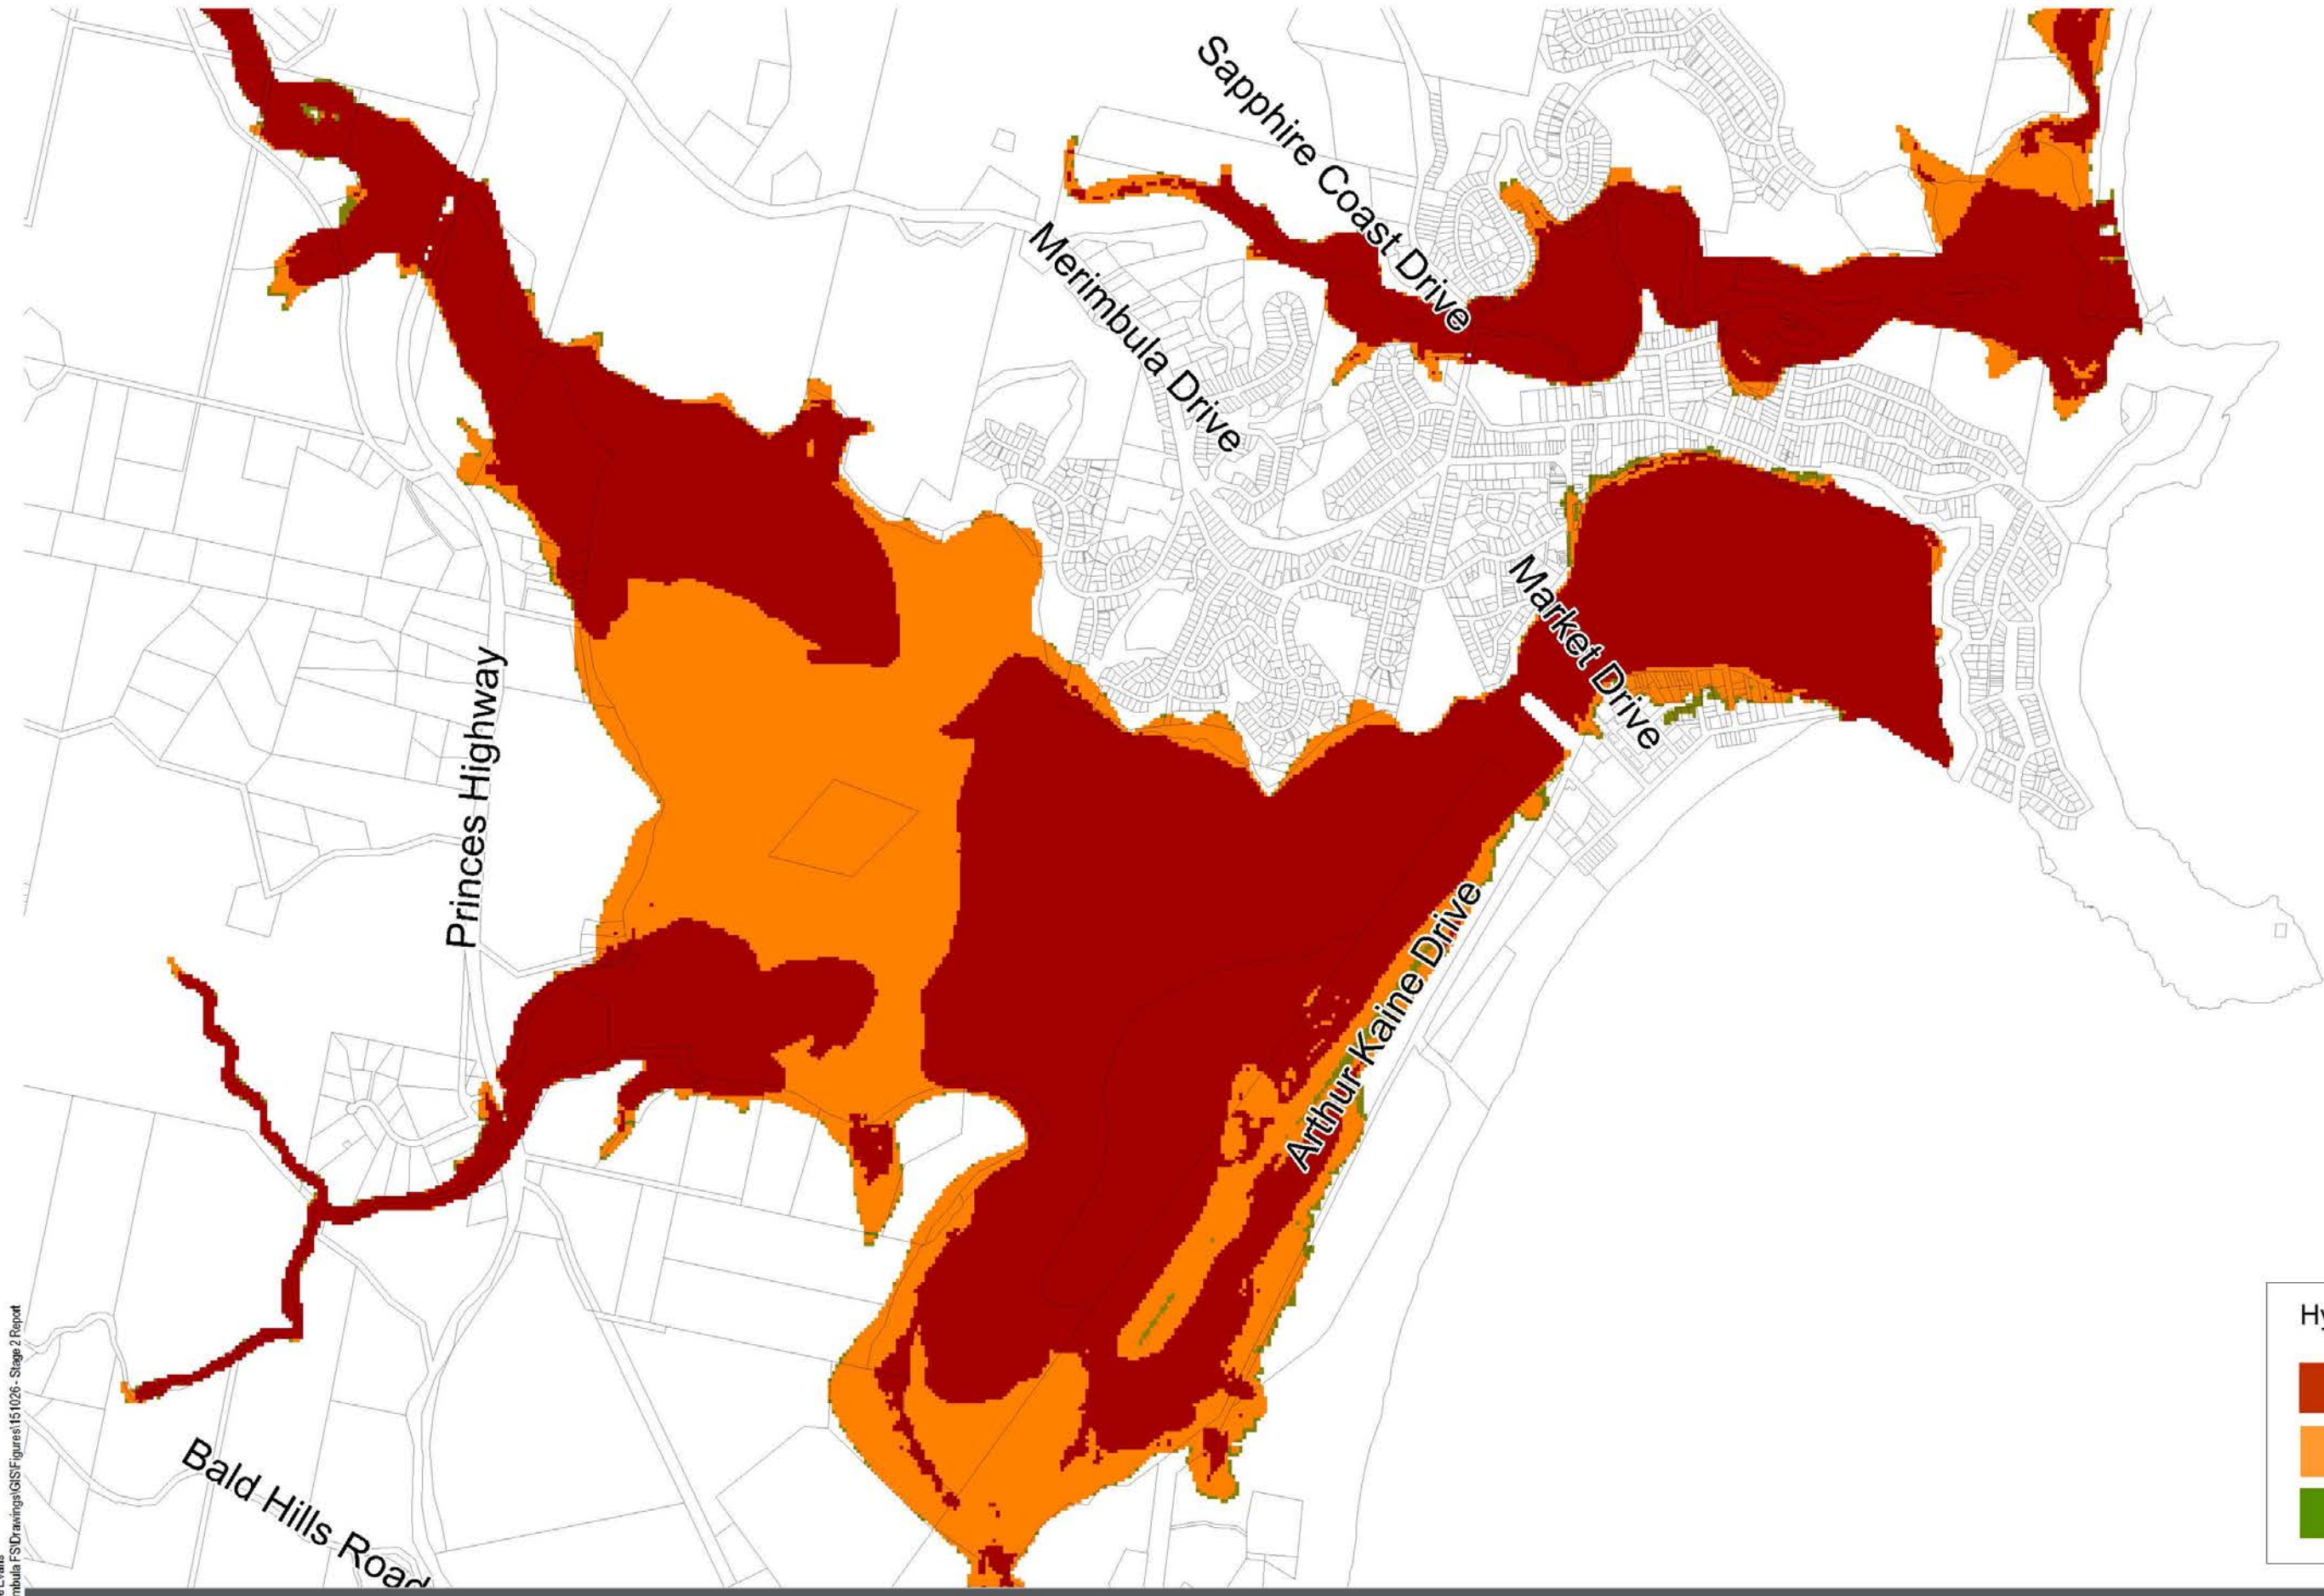 Sapphire Coast Drive
Merimbula Drive
Market Drive
Princes Highway
Arthur Kaine Drive
Bald Hills Road
Hy
mbula FS\Drawings\GIS\Figures\151026 - Stage 2 Report